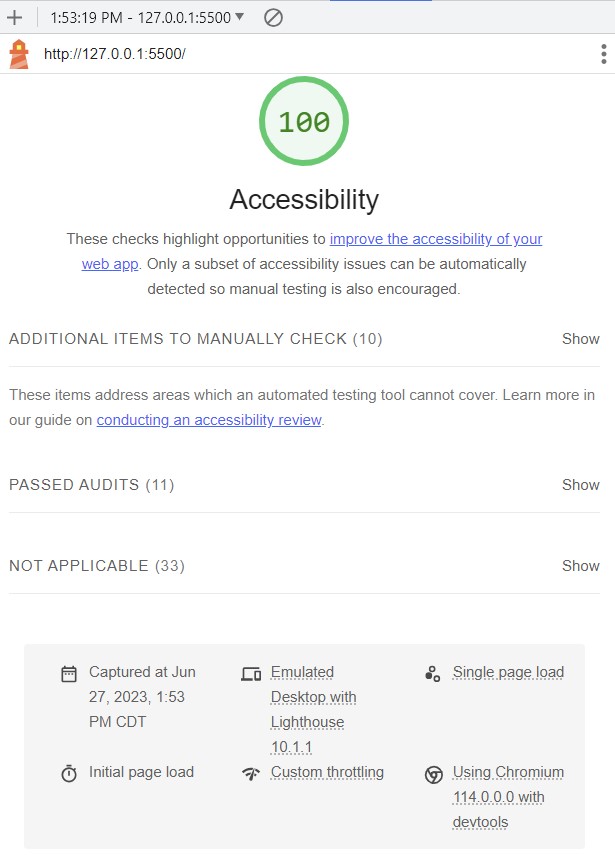 1:53:19 PM - 127.0.0.1:5500
http://127.0.0.1:5500/
100
Accessibility
These checks highlight opportunities to improve the accessibility of your
web app. Only a subset of accessibility issues can be automatically
detected so manual testing is also encouraged.
ADDITIONAL ITEMS TO MANUALLY CHECK (10) Show
These items address areas which an automated testing tool cannot cover. Learn more in
our guide on conducting an accessibility review.
PASSED AUDITS (11) Show
NOT APPLICABLE (33) Show
Captured at Jun
27, 2023, 1:53
PM CDT
Emulated
Desktop with
Lighthouse
10.1.1
Single page load
Initial page load
Custom throttling
Using Chromium
114.0.0.0 with
devtools